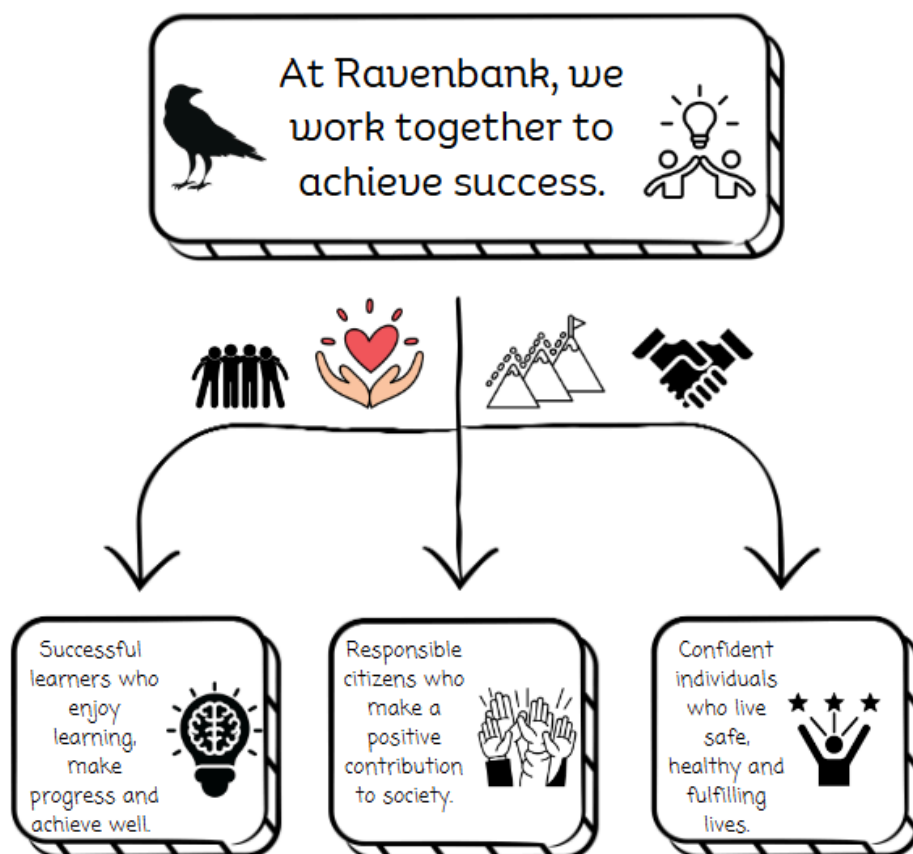 At Ravenbank, we
work together to
achieve success.
Successful
learners who
enjoy
learning,
make
progress and
achieve well.
Responsible
citizens who
make a
positive
contribution
to society.
Confident
individuals
who live
safe,
healthy and
fulfilling
lives.